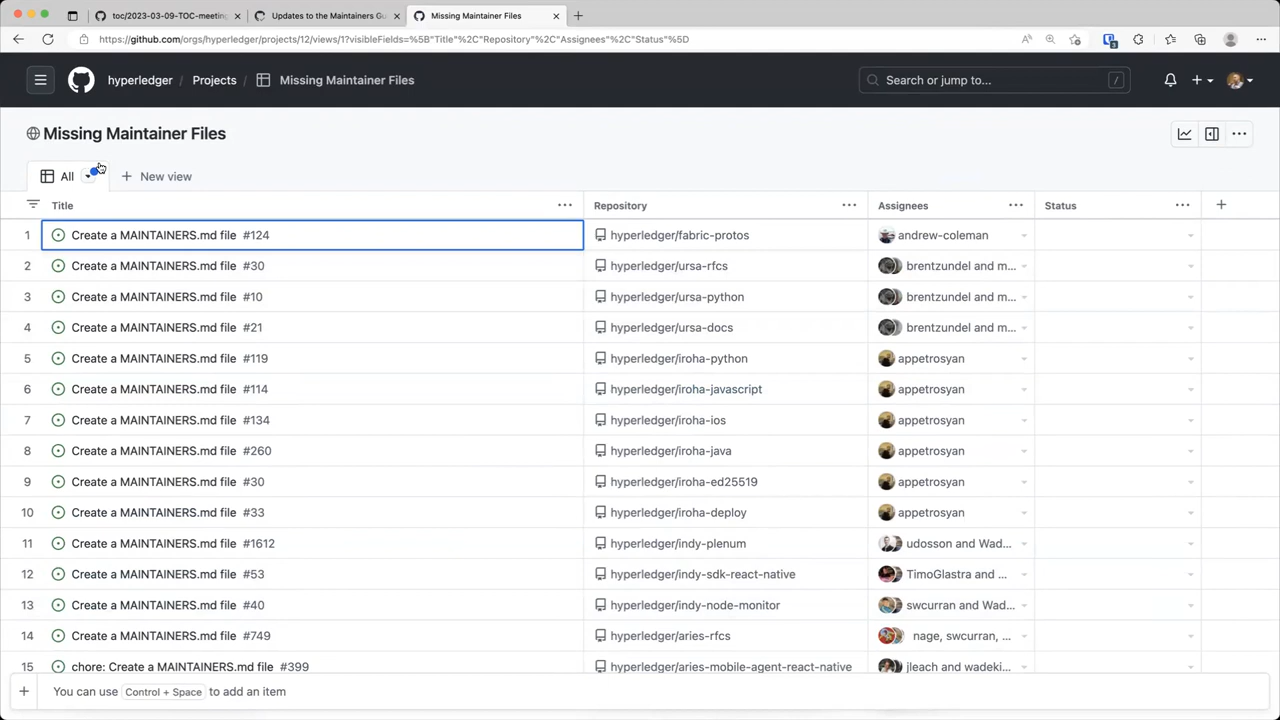 toc/2023-03-09-TOC-meeting
Updates to the Maintainers Gu
Missing Maintainer Files
https://github.com/orgs/hyperledger/projects/12/views/1?visibleFields=%5B"Title"%2C"Repository"%2C"Assignees"%2C"Status"%5D
hyperledger / Projects / Missing Maintainer Files
Search or jump to... /
Missing Maintainer Files
All
New view
Title Repository Assignees Status
1 Create a MAINTAINERS.md file #124 hyperledger/fabric-protos andrew-coleman
2 Create a MAINTAINERS.md file #30 hyperledger/ursa-rfcs brentzundel and m...
3 Create a MAINTAINERS.md file #10 hyperledger/ursa-python brentzundel and m...
4 Create a MAINTAINERS.md file #21 hyperledger/ursa-docs brentzundel and m...
5 Create a MAINTAINERS.md file #119 hyperledger/iroha-python appetrosyan
6 Create a MAINTAINERS.md file #114 hyperledger/iroha-javascript appetrosyan
7 Create a MAINTAINERS.md file #134 hyperledger/iroha-ios appetrosyan
8 Create a MAINTAINERS.md file #260 hyperledger/iroha-java appetrosyan
9 Create a MAINTAINERS.md file #30 hyperledger/iroha-ed25519 appetrosyan
10 Create a MAINTAINERS.md file #33 hyperledger/iroha-deploy appetrosyan
11 Create a MAINTAINERS.md file #1612 hyperledger/indy-plenum udosson and Wad...
12 Create a MAINTAINERS.md file #53 hyperledger/indy-sdk-react-native TimoGlastra and ...
13 Create a MAINTAINERS.md file #40 hyperledger/indy-node-monitor swcurran and Wad...
14 Create a MAINTAINERS.md file #749 hyperledger/aries-rfcs nage, swcurran, ...
15 chore: Create a MAINTAINERS.md file #399 hyperledger/aries-mobile-agent-react-native jleach and wadeki...
You can use Control + Space to add an item